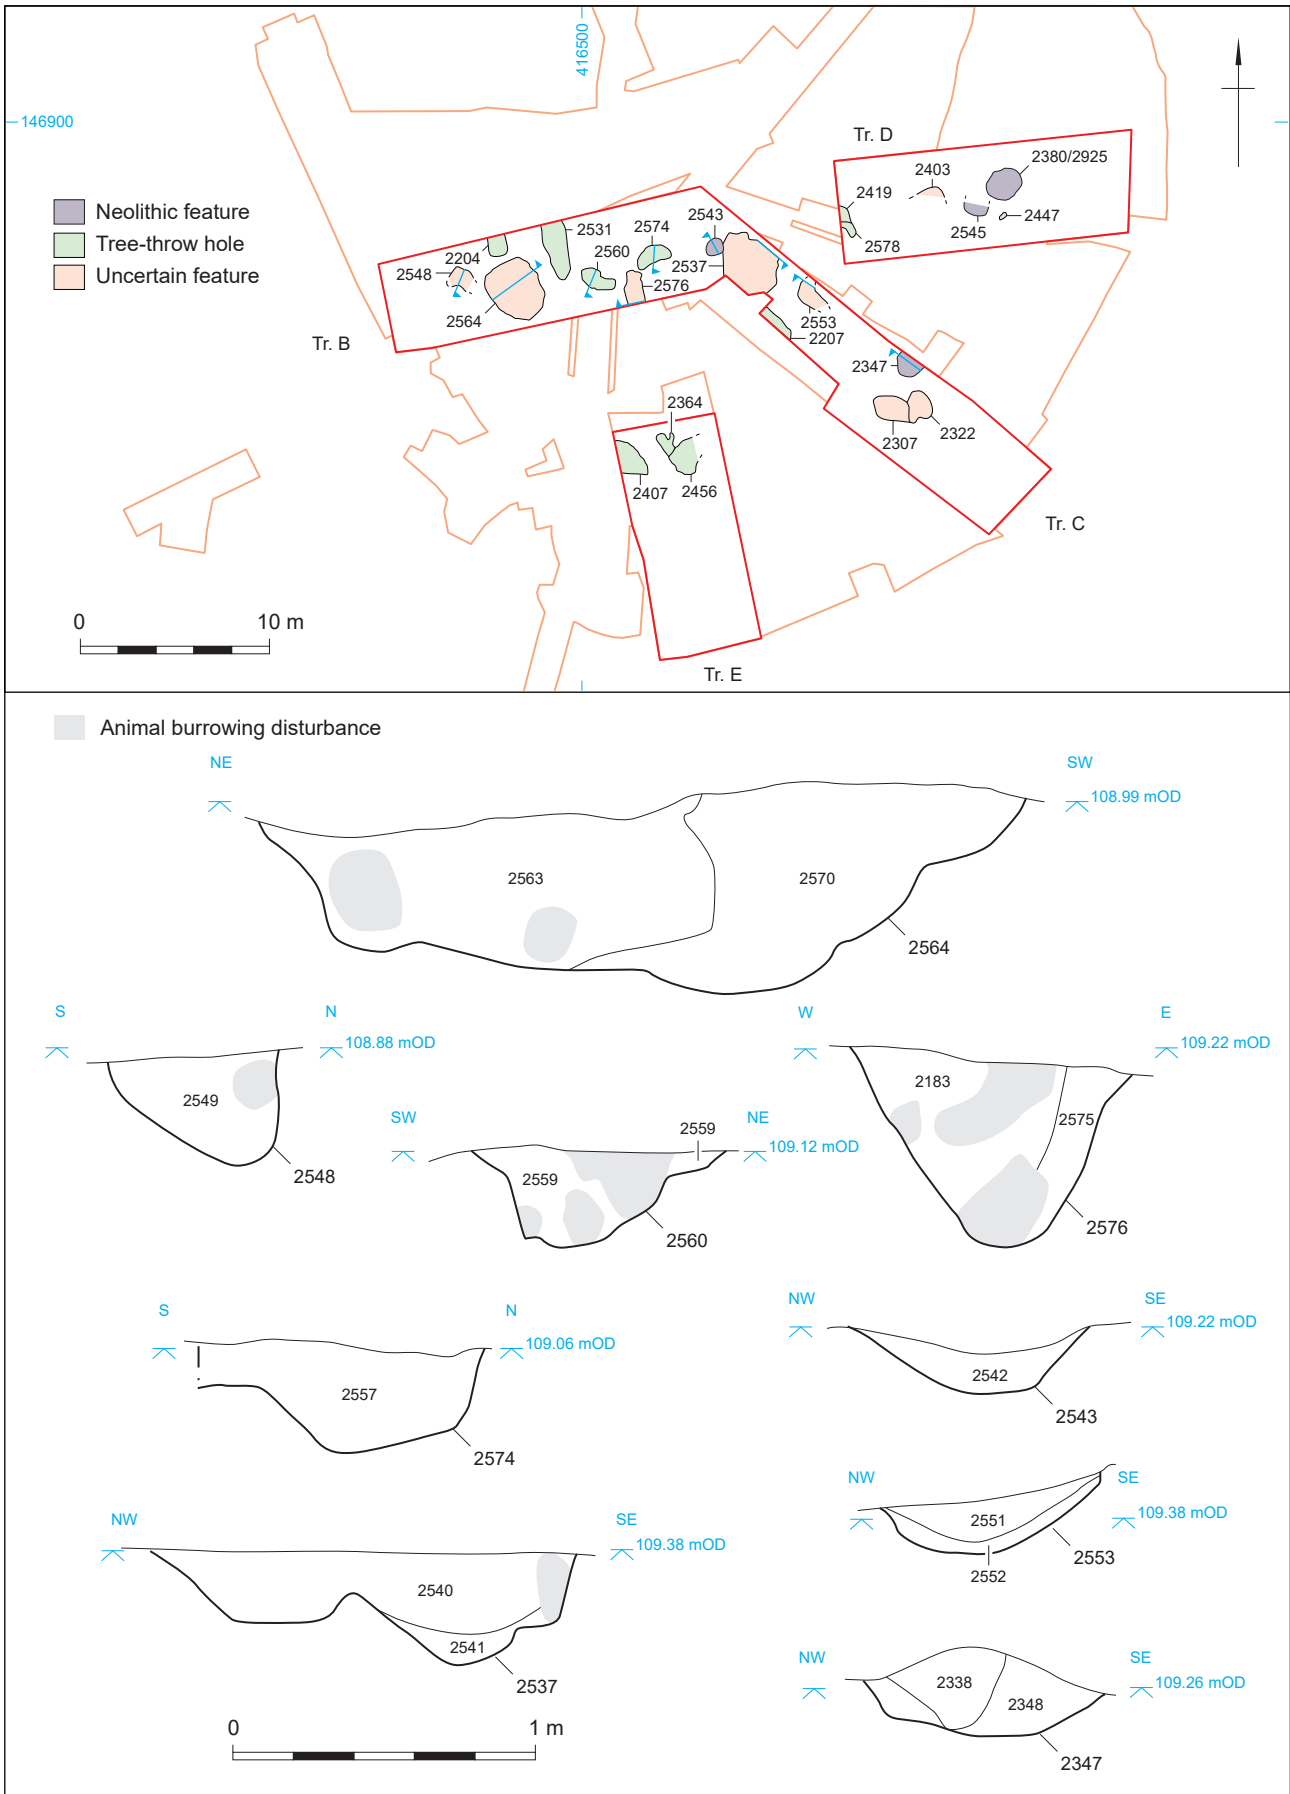 416500
146900
Tr. D
2380/2925
2403
2419
2447
2545
2578
Neolithic feature
Tree-throw hole
Uncertain feature
2543
2574
2531
2560
2204
2548
2537
2576
2564
2553
2207
Tr. B
2347
2364
2307
2322
2407
2456
Tr. C
0
10 m
Tr. E
Animal burrowing disturbance
NE
SW
108.99 mOD
2563
2570
2564
S
N
108.88 mOD
2549
2548
W
E
109.22 mOD
2183
2575
2576
SW
NE
2559
109.12 mOD
2559
2560
S
N
109.06 mOD
2557
2574
NW
SE
109.22 mOD
2542
2543
NW
SE
109.38 mOD
2551
2553
2552
NW
SE
109.38 mOD
2540
2541
2537
NW
SE
109.26 mOD
2338
2348
2347
0
1 m